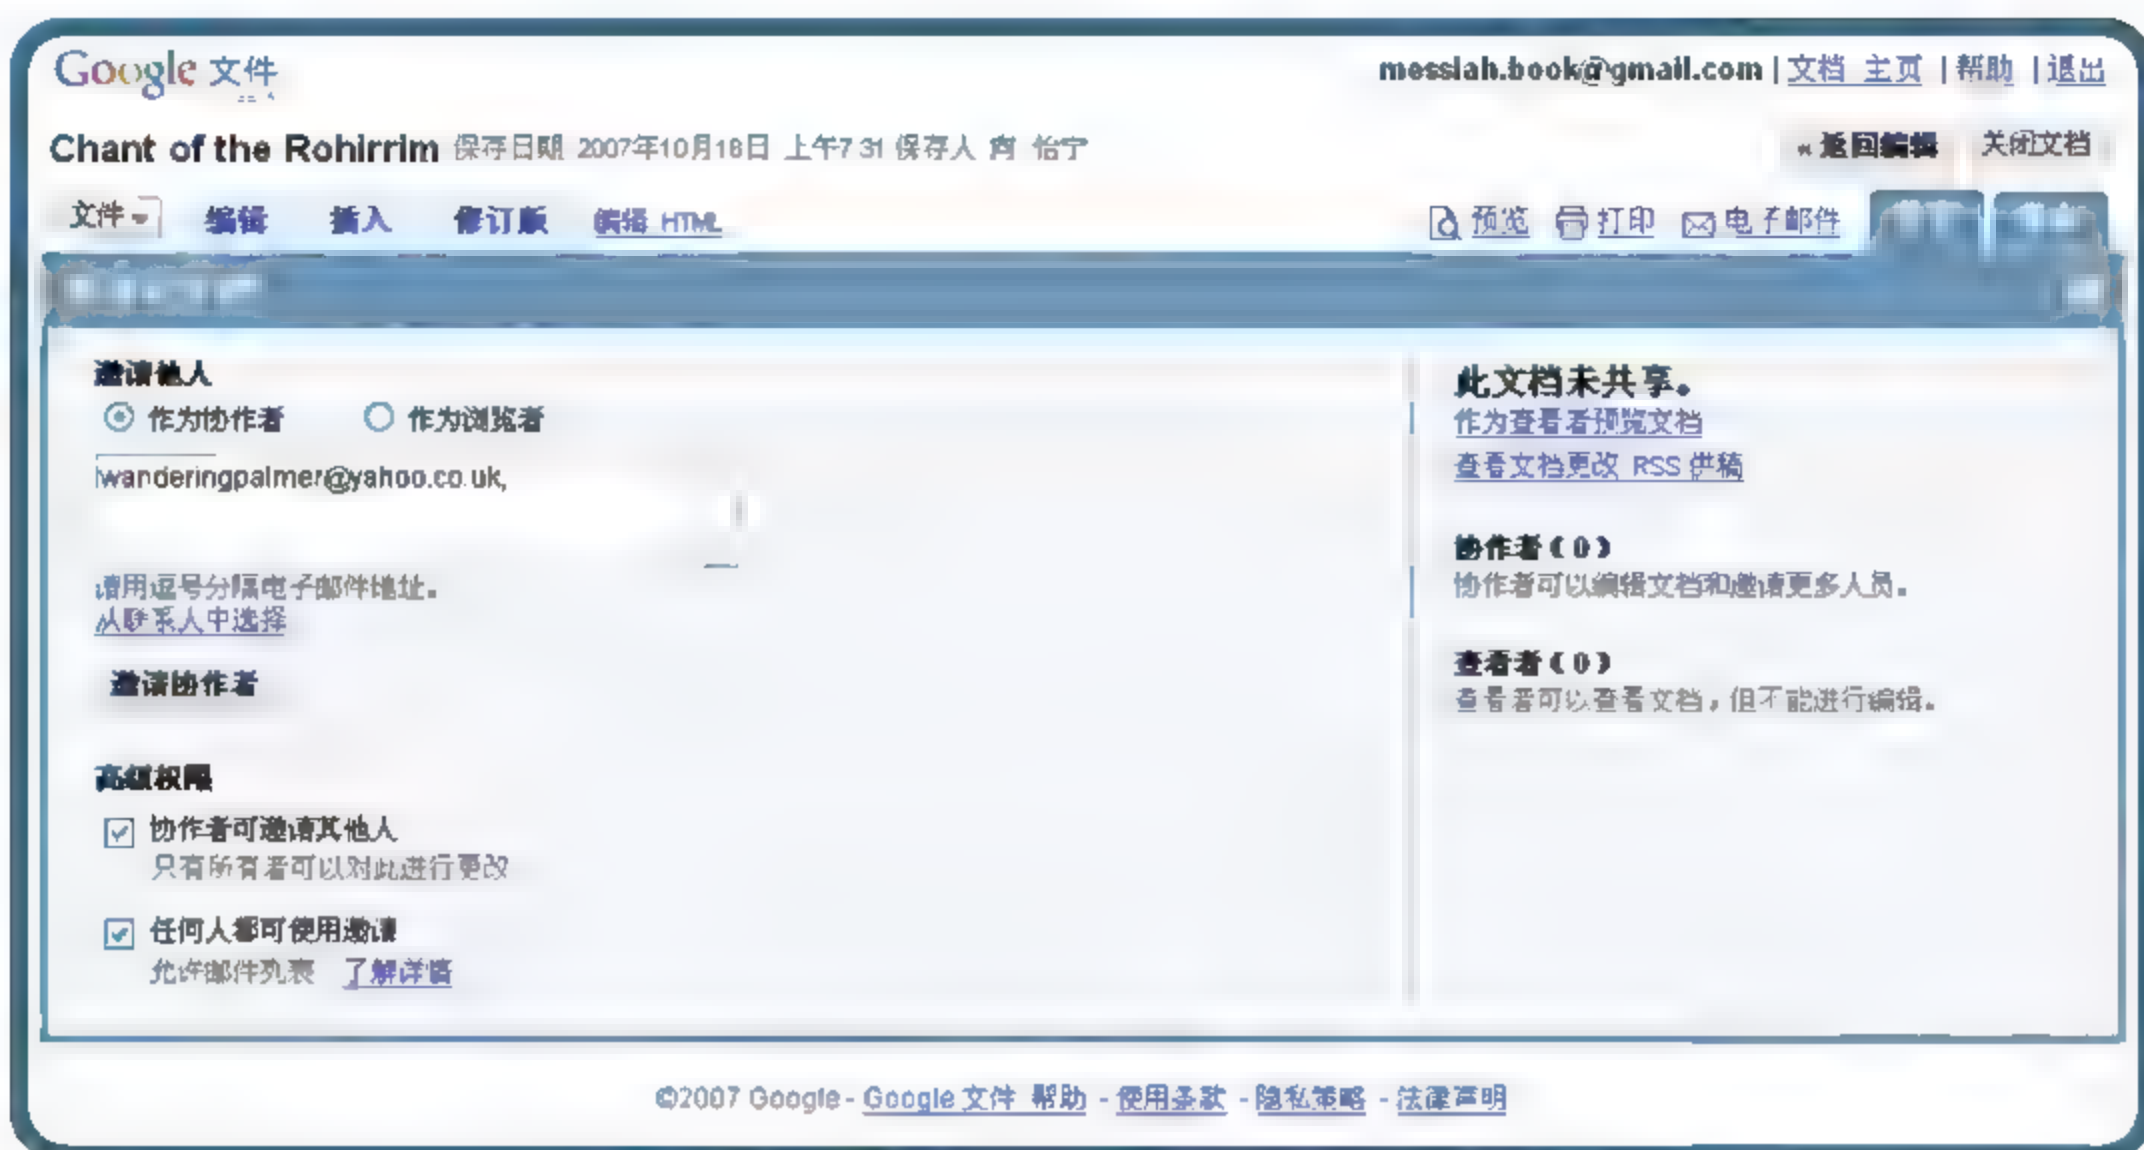 Google 文件
messiah.book@gmail.com | 文档 主页 | 帮助 | 退出
Chant of the Rohirrim 保存日期 2007年10月18日 上午7 31 保存人 怡宁
« 返回编辑 关闭文档
文件 编辑 插入 修订版 编辑 HTML 预览 打印 电子邮件
邀请他人
作为协作者 作为浏览者
wanderingpalmer@yahoo.co.uk,
请用逗号分隔电子邮件地址。
从联系人中选择
邀请协作者
高级权限
协作者可邀请其他人
只有所有者可以对此进行更改
任何人都可使用邀请
允许邮件列表 了解详情
此文档未共享。
作为查看者预览文档
查看文档更改 RSS 供稿
协作者(0)
协作者可以编辑文档和邀请更多人员。
查看者(0)
查看者可以查看文档,但不能进行编辑。
©2007 Google - Google 文件 帮助 - 使用条款 - 隐私策略 - 法律声明